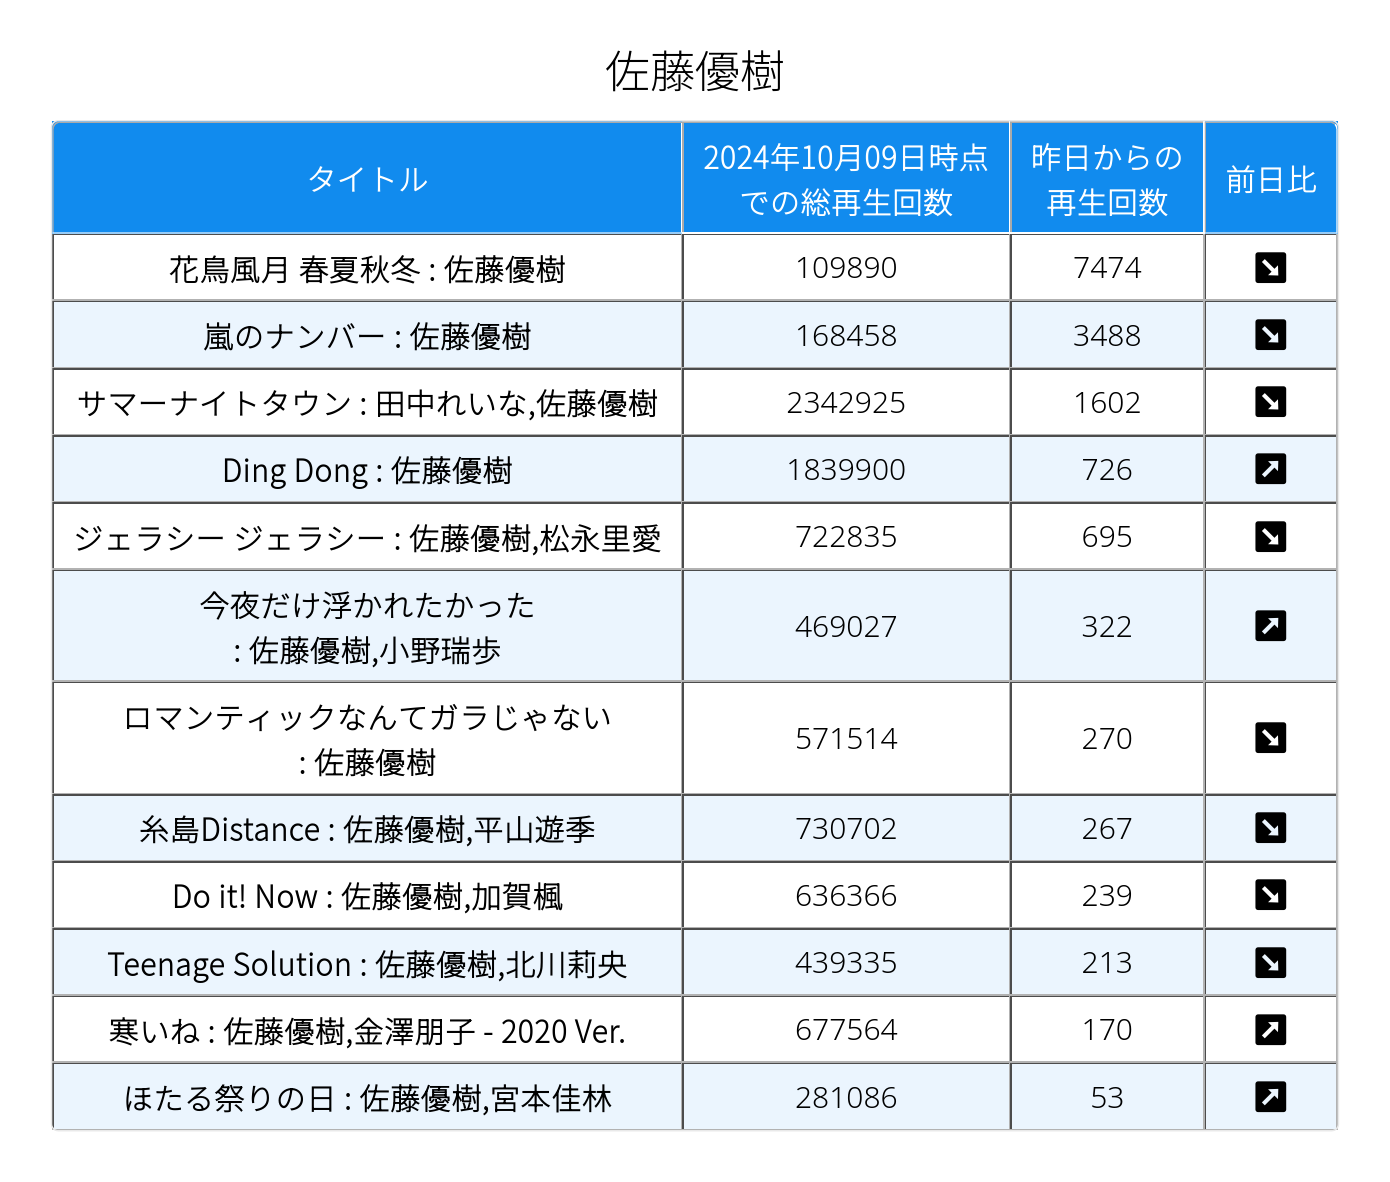 佐藤優樹
タイトル
2024年10月09日時点
での総再生回数
昨日からの
再生回数
前日比
花鳥風月 春夏秋冬 : 佐藤優樹
109890
7474
↘
嵐のナンバー : 佐藤優樹
168458
3488
↘
サマーナイトタウン : 田中れいな,佐藤優樹
2342925
1602
↘
Ding Dong : 佐藤優樹
1839900
726
↗
ジェラシー ジェラシー : 佐藤優樹,松永里愛
722835
695
↘
今夜だけ浮かれたかった
: 佐藤優樹,小野瑞歩
469027
322
↗
ロマンティックなんてガラじゃない
: 佐藤優樹
571514
270
↘
糸島Distance : 佐藤優樹,平山遊季
730702
267
↘
Do it! Now : 佐藤優樹,加賀楓
636366
239
↘
Teenage Solution : 佐藤優樹,北川莉央
439335
213
↘
寒いね : 佐藤優樹,金澤朋子 - 2020 Ver.
677564
170
↗
ほたる祭りの日 : 佐藤優樹,宮本佳林
281086
53
↗